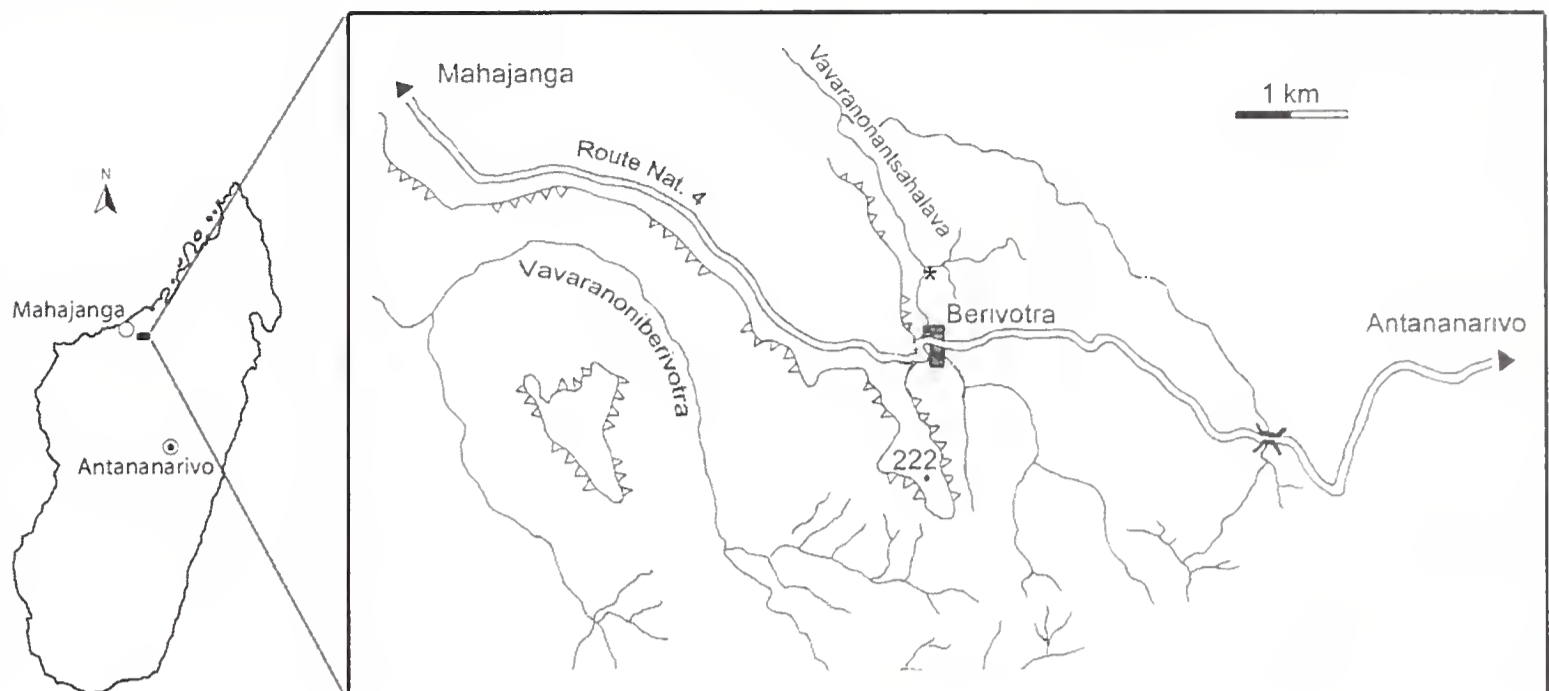 N
Mahajanga
Antananarivo
Mahajanga
Route Nat. 4
Vavaranonantsahalava
1 km
Vavaranoniberivotra
*
Berivotra
Antananarivo
222